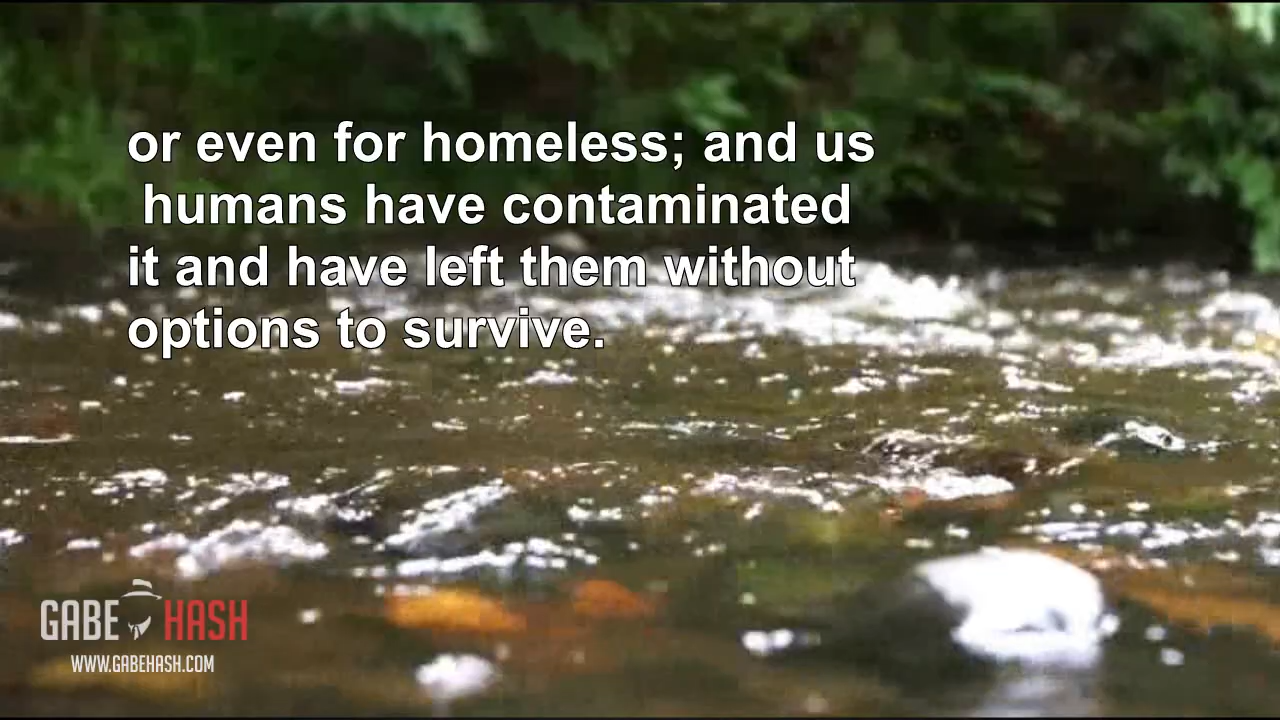 or even for homeless; and us
humans have contaminated
it and have left them without
options to survive.
GABE HASH
WWW.GABEHASH.COM